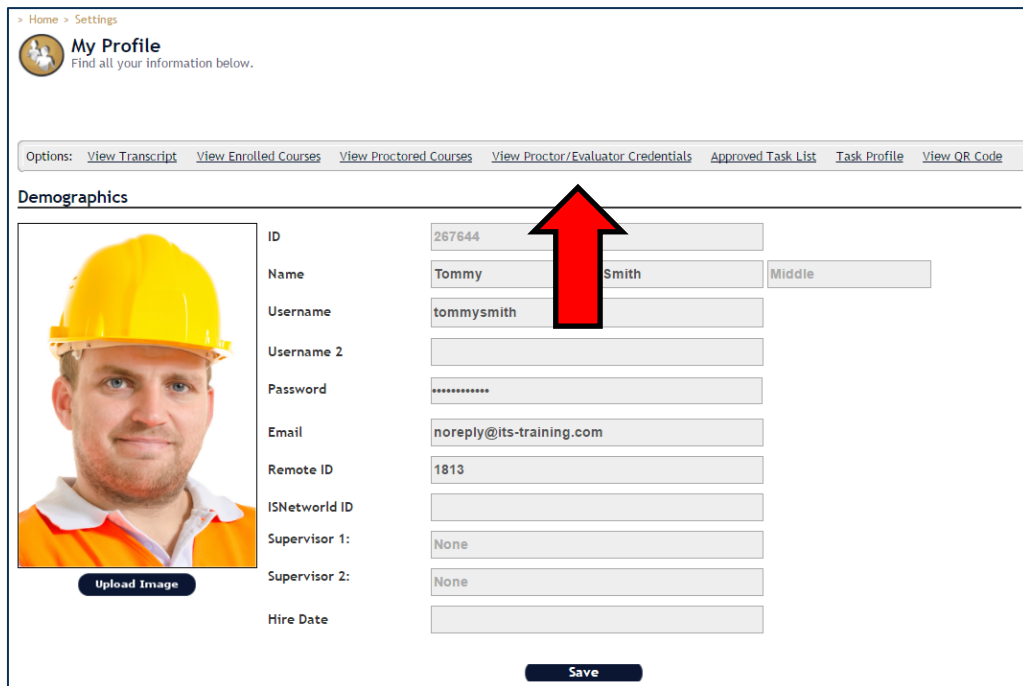 > Home > Settings
My Profile
Find all your information below.
Options: View Transcript View Enrolled Courses View Proctored Courses View Proctor/Evaluator Credentials Approved Task List Task Profile View QR Code
Demographics
ID 267644
Name Tommy Smith Middle
Username tommysmith
Username 2
Password ••••••••••••
Email noreply@its-training.com
Remote ID 1813
ISNetworld ID
Supervisor 1: None
Supervisor 2: None
Upload Image
Hire Date
Save